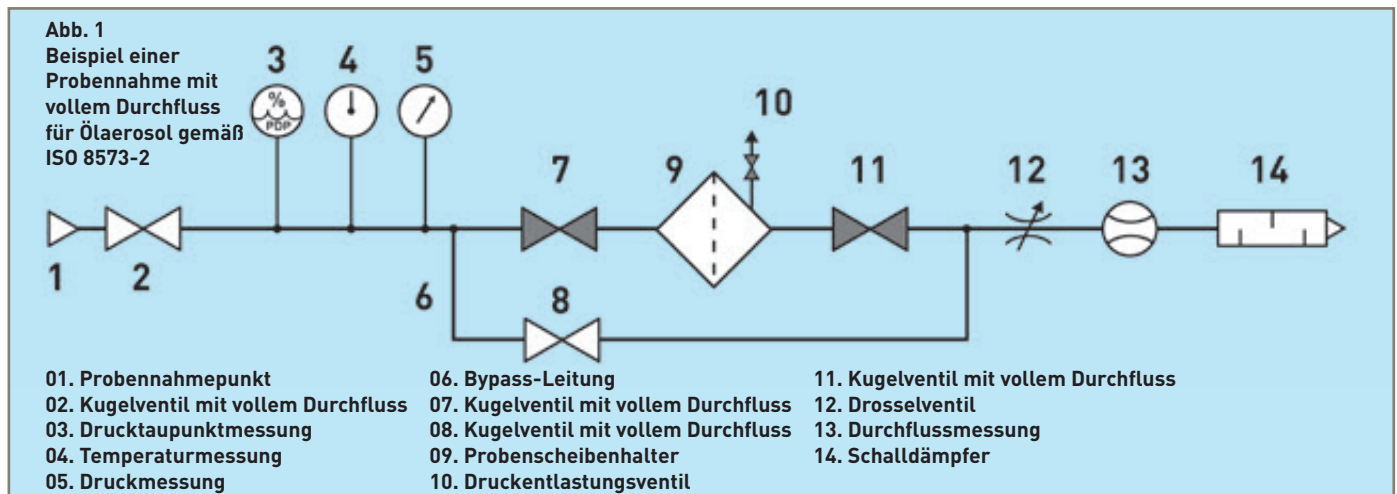 Abb. 1
Beispiel einer
Probennahme mit
vollem Durchfluss
für Ölaerosol gemäß
ISO 8573-2
3
4
5
%
PDP
10
7
9
11
12
13
14
1
2
6
8
01. Probennahmepunkt
02. Kugelventil mit vollem Durchfluss
03. Drucktaupunktmessung
04. Temperaturmessung
05. Druckmessung
06. Bypass-Leitung
07. Kugelventil mit vollem Durchfluss
08. Kugelventil mit vollem Durchfluss
09. Probenscheibenhalter
10. Druckentlastungsventil
11. Kugelventil mit vollem Durchfluss
12. Drosselventil
13. Durchflussmessung
14. Schalldämpfer